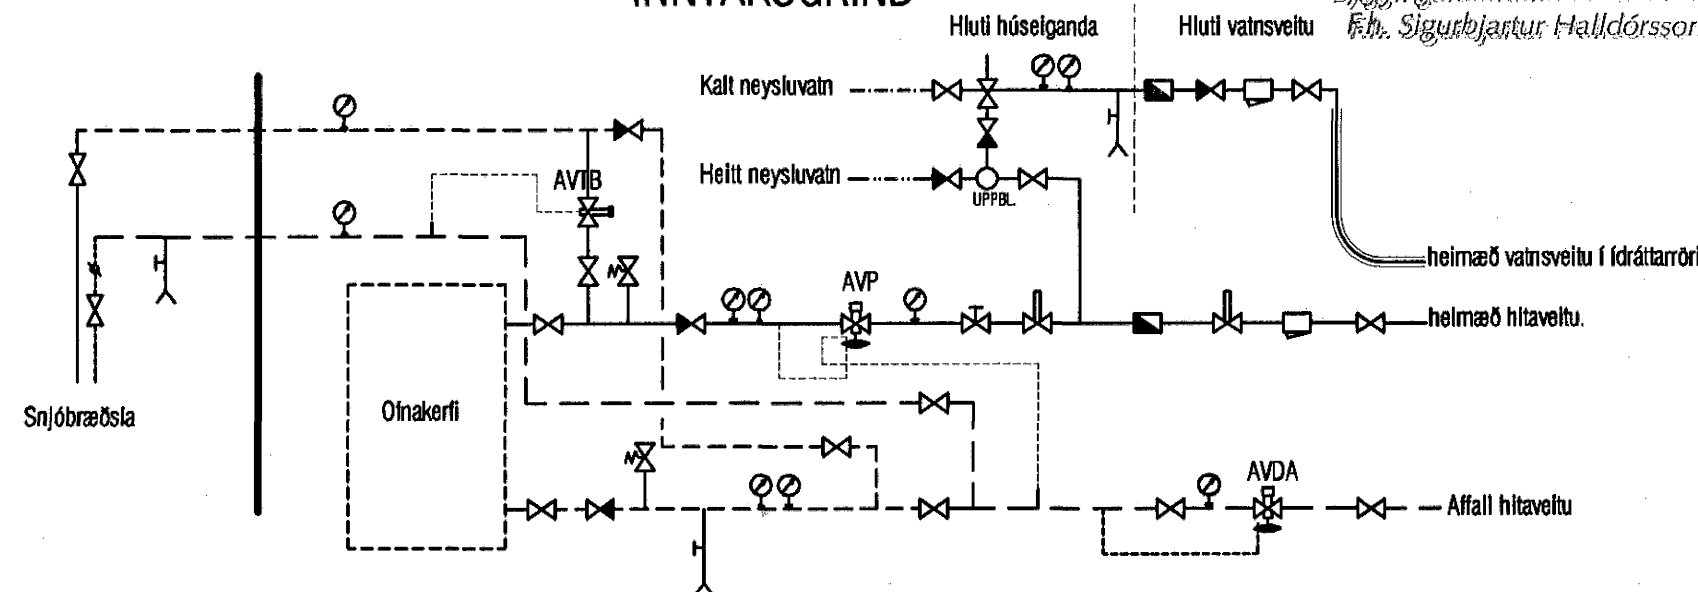 INNTAKSGRIND
Hluti húseiganda
Hluti vatnsveitu
F.h. Sigurbjartur Halldórsson
Kalt neysluvatn
Heitt neysluvatn
UPPBL.
AVTB
heimæð vatnsveitu í ídráttarröri
AVP
heimæð hitaveitu.
Snjóbræðsla
Ofnakerfi
AVDA
Affall hitaveitu